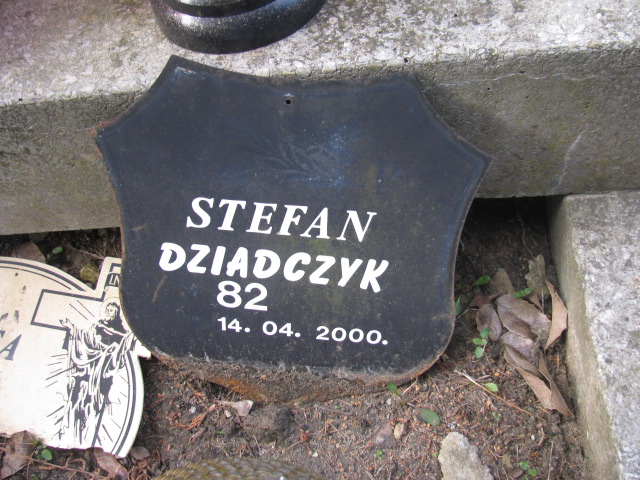 STEFAN
DZIADCZYK
82
14. 04. 2000.